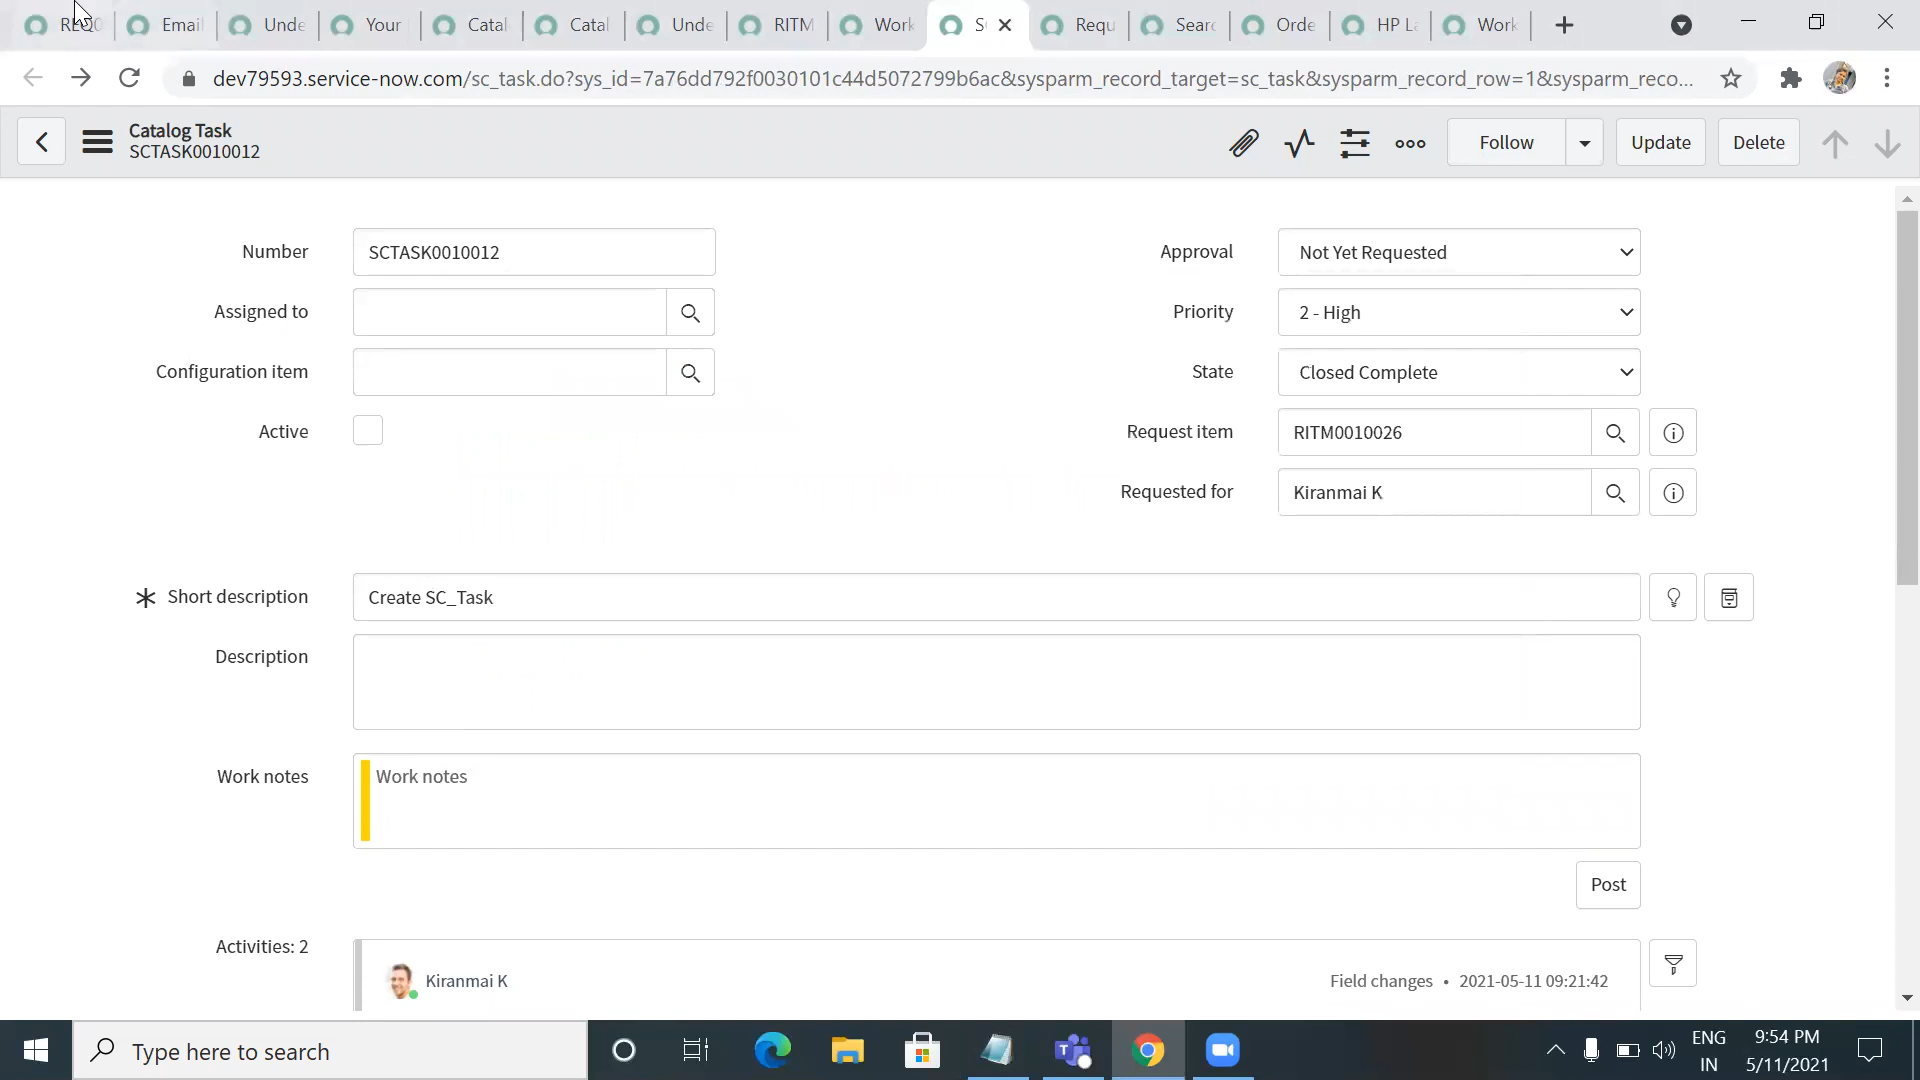 REQ0
Email
Unde
Your
Catal
Catal
Unde
RITM
Work
Requ
Searc
Orde
HP La
Work
dev79593.service-now.com/sc_task.do?sys_id=7a76dd792f0030101c44d5072799b6ac&sysparm_record_target=sc_task&sysparm_record_row=1&sysparm_reco...
Catalog Task
SCTASK0010012
Follow
Update
Delete
Number
SCTASK0010012
Approval
Not Yet Requested
Assigned to
Priority
2 - High
Configuration item
State
Closed Complete
Active
Request item
RITM0010026
Requested for
Kiranmai K
Short description
Create SC_Task
Description
Work notes
Work notes
Post
Activities: 2
Kiranmai K
Field changes • 2021-05-11 09:21:42
Type here to search
ENG
IN
9:54 PM
5/11/2021